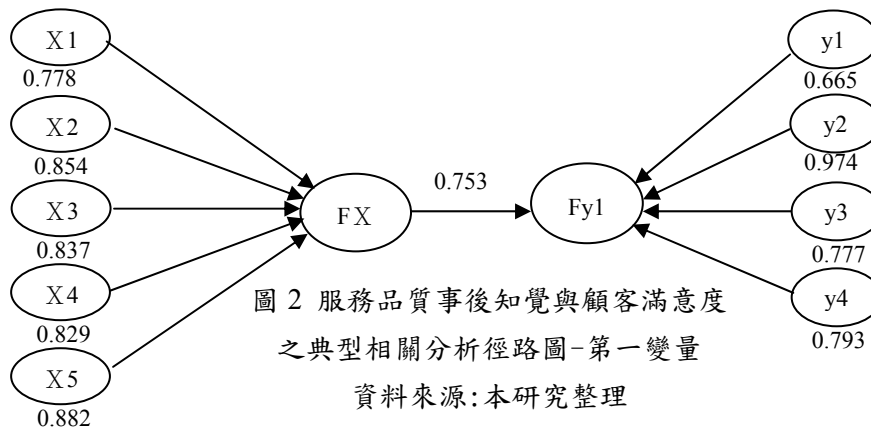 X1
0.778
X2
0.854
X3
0.837
X4
0.829
X5
0.882
FX
0.753
Fy1
y1
0.665
y2
0.974
y3
0.777
y4
0.793
圖 2 服務品質事後知覺與顧客滿意度
之典型相關分析徑路圖-第一變量
資料來源:本研究整理